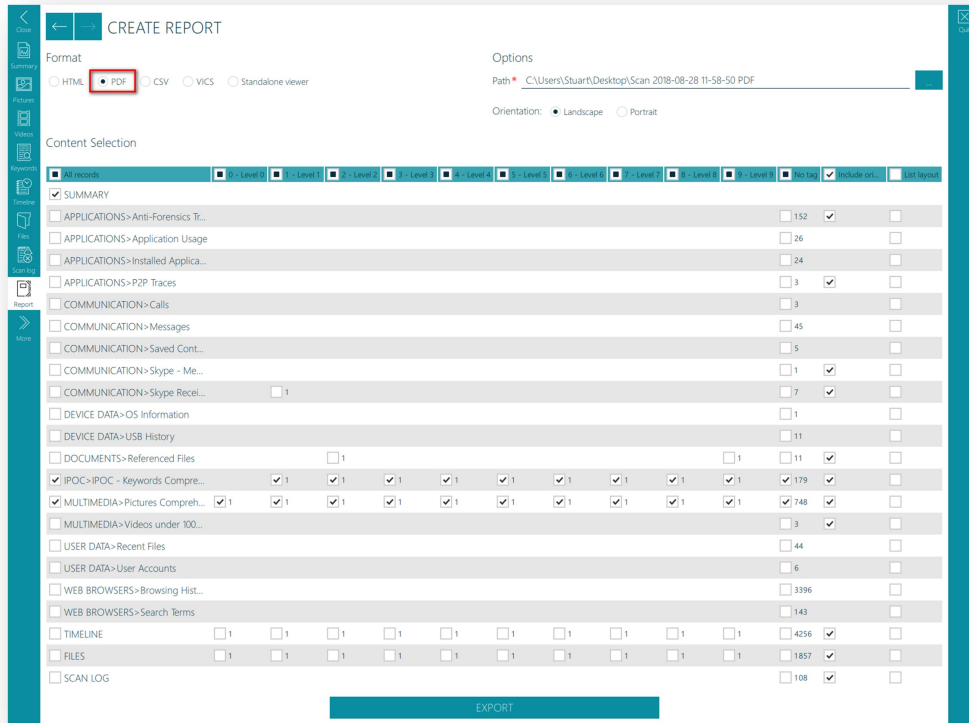 Close
Summary
Pictures
Videos
Keywords
Timeline
Files
Scan log
Report
More
CREATE REPORT
Format
HTML PDF CSV VICS Standalone viewer
Options
Path * C:\Users\Stuart\Desktop\Scan 2018-08-28 11-58-50 PDF ...
Orientation: Landscape Portrait
Content Selection
All records 0 - Level 0 1 - Level 1 2 - Level 2 3 - Level 3 4 - Level 4 5 - Level 5 6 - Level 6 7 - Level 7 8 - Level 8 9 - Level 9 No tag Include ori... List layout
SUMMARY
APPLICATIONS>Anti-Forensics Tr... 152
APPLICATIONS>Application Usage 26
APPLICATIONS>Installed Applica... 24
APPLICATIONS>P2P Traces 3
COMMUNICATION>Calls 3
COMMUNICATION>Messages 45
COMMUNICATION>Saved Cont... 5
COMMUNICATION>Skype - Me... 1
COMMUNICATION>Skype Recei... 1 7
DEVICE DATA>OS Information 1
DEVICE DATA>USB History 11
DOCUMENTS>Referenced Files 1 1 11
IPOC>IPOC - Keywords Compre... 1 1 1 1 1 1 1 1 1 179
MULTIMEDIA>Pictures Compreh... 1 1 1 1 1 1 1 1 1 1 748
MULTIMEDIA>Videos under 100... 3
USER DATA>Recent Files 44
USER DATA>User Accounts 6
WEB BROWSERS>Browsing Hist... 3396
WEB BROWSERS>Search Terms 143
TIMELINE 1 1 1 1 1 1 1 1 1 1 4256
FILES 1 1 1 1 1 1 1 1 1 1 1857
SCAN LOG 108
EXPORT